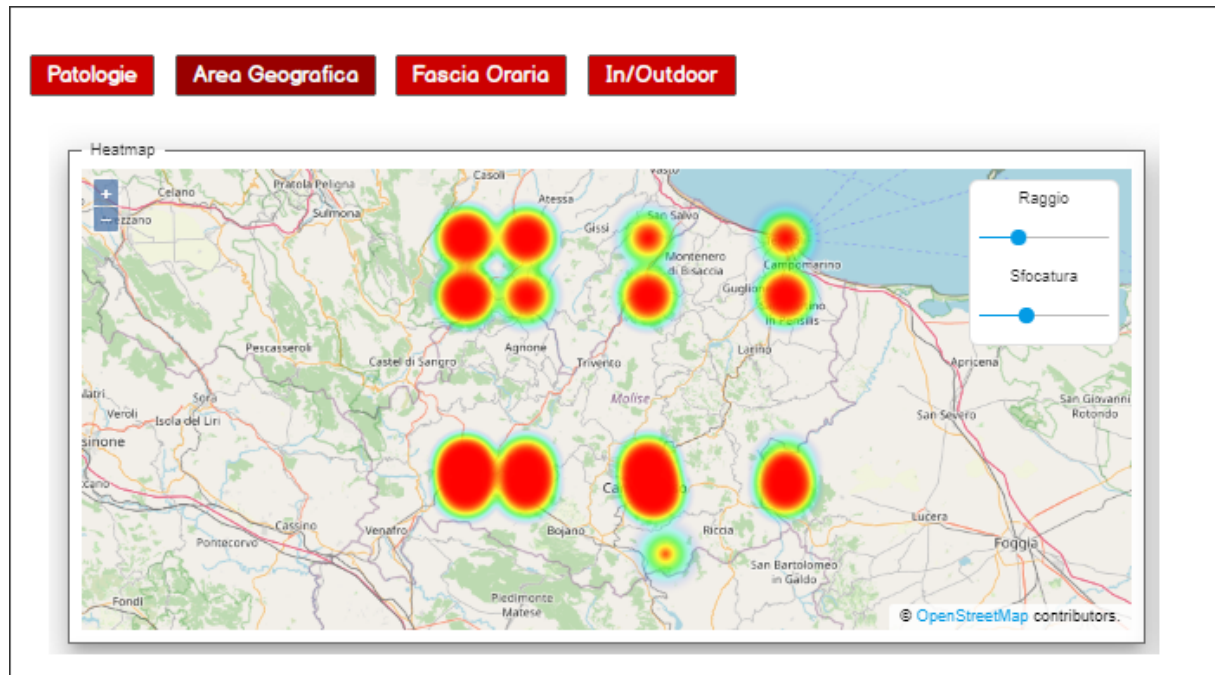 Patologie
Area Geografica
Fascia Oraria
In/Outdoor
Heatmap
+
−
Celano
Pratola Peligna
Sulmona
Casoli
Atessa
Gissi
San Salvo
Montenero
di Bisaccia
Campomarino
Raggio
Sfocatura
Pescasseroli
Castel di Sangro
Agnone
Trivento
Larino
in Pensilis
Apricena
Molise
San Severo
San Giovanni
Rotondo
Sora
Veroli
Isola del Liri
Cassino
Pontecorvo
Venafro
Bojano
Riccia
Lucera
Foggia
San Bartolomeo
in Galdo
Fondi
Piedimonte
Matese
© OpenStreetMap contributors.